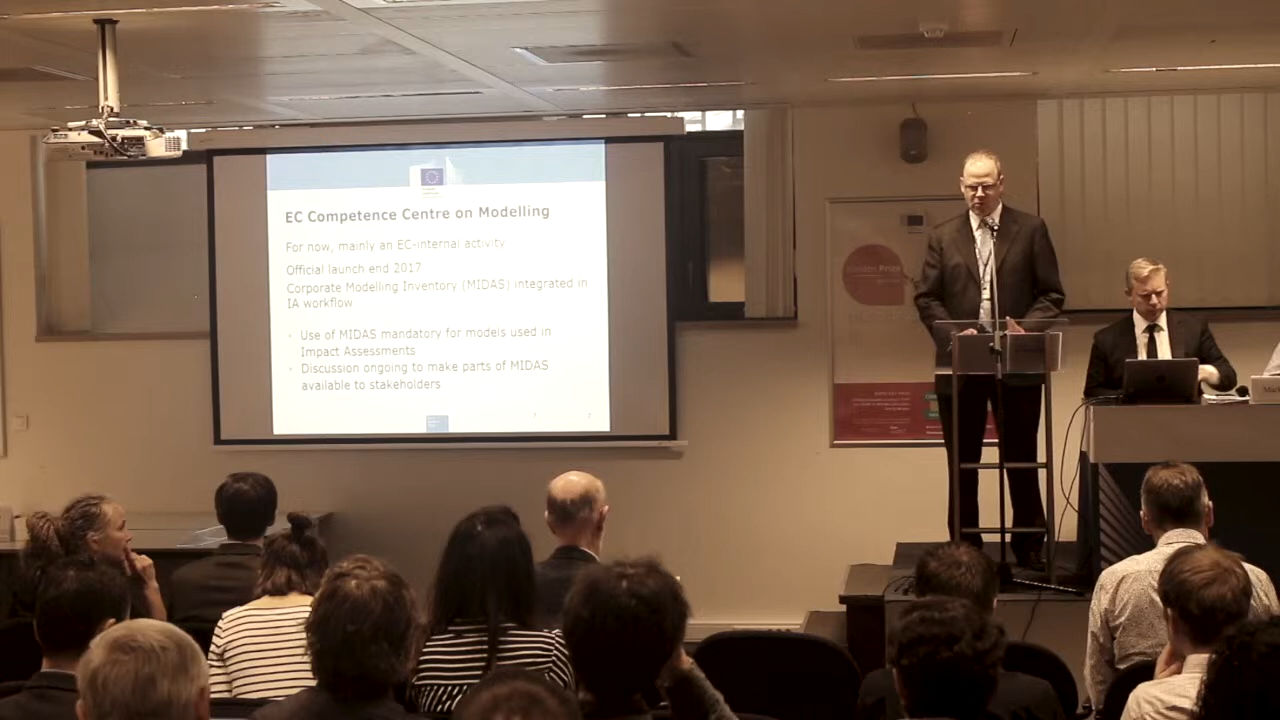 EC Competence Centre on Modelling
For now, mainly an EC-internal activity
Official launch end 2017
Corporate Modelling Inventory (MIDAS) integrated in
IA workflow
Use of MIDAS mandatory for models used in
Impact Assessments
Discussion ongoing to make parts of MIDAS
available to stakeholders
Prize